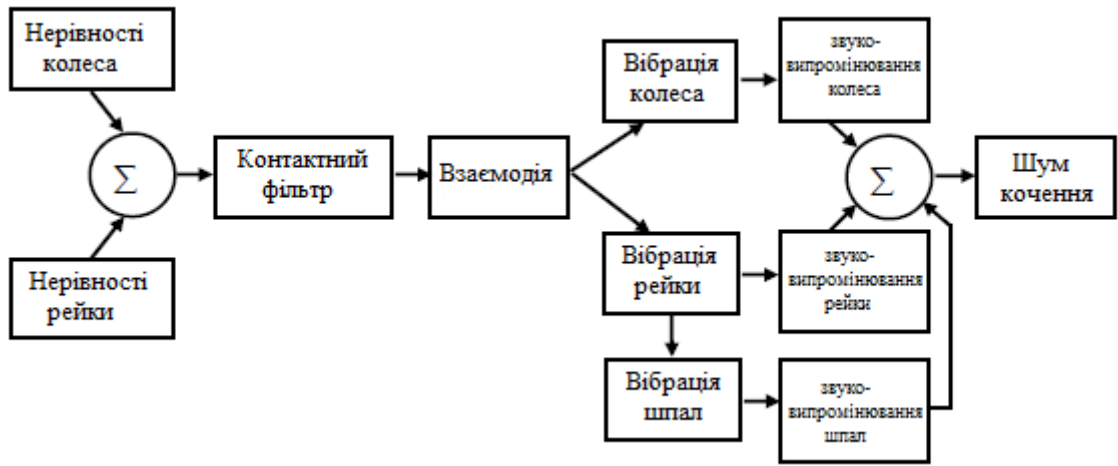 Нерівності
колеса
∑
Нерівності
рейки
Контактний
фільтр
Взаємодія
Вібрація
колеса
звуко-
випромінювання
колеса
Вібрація
рейки
звуко-
випромінювання
рейки
Вібрація
шпал
звуко-
випромінювання
шпал
∑
Шум
кочення